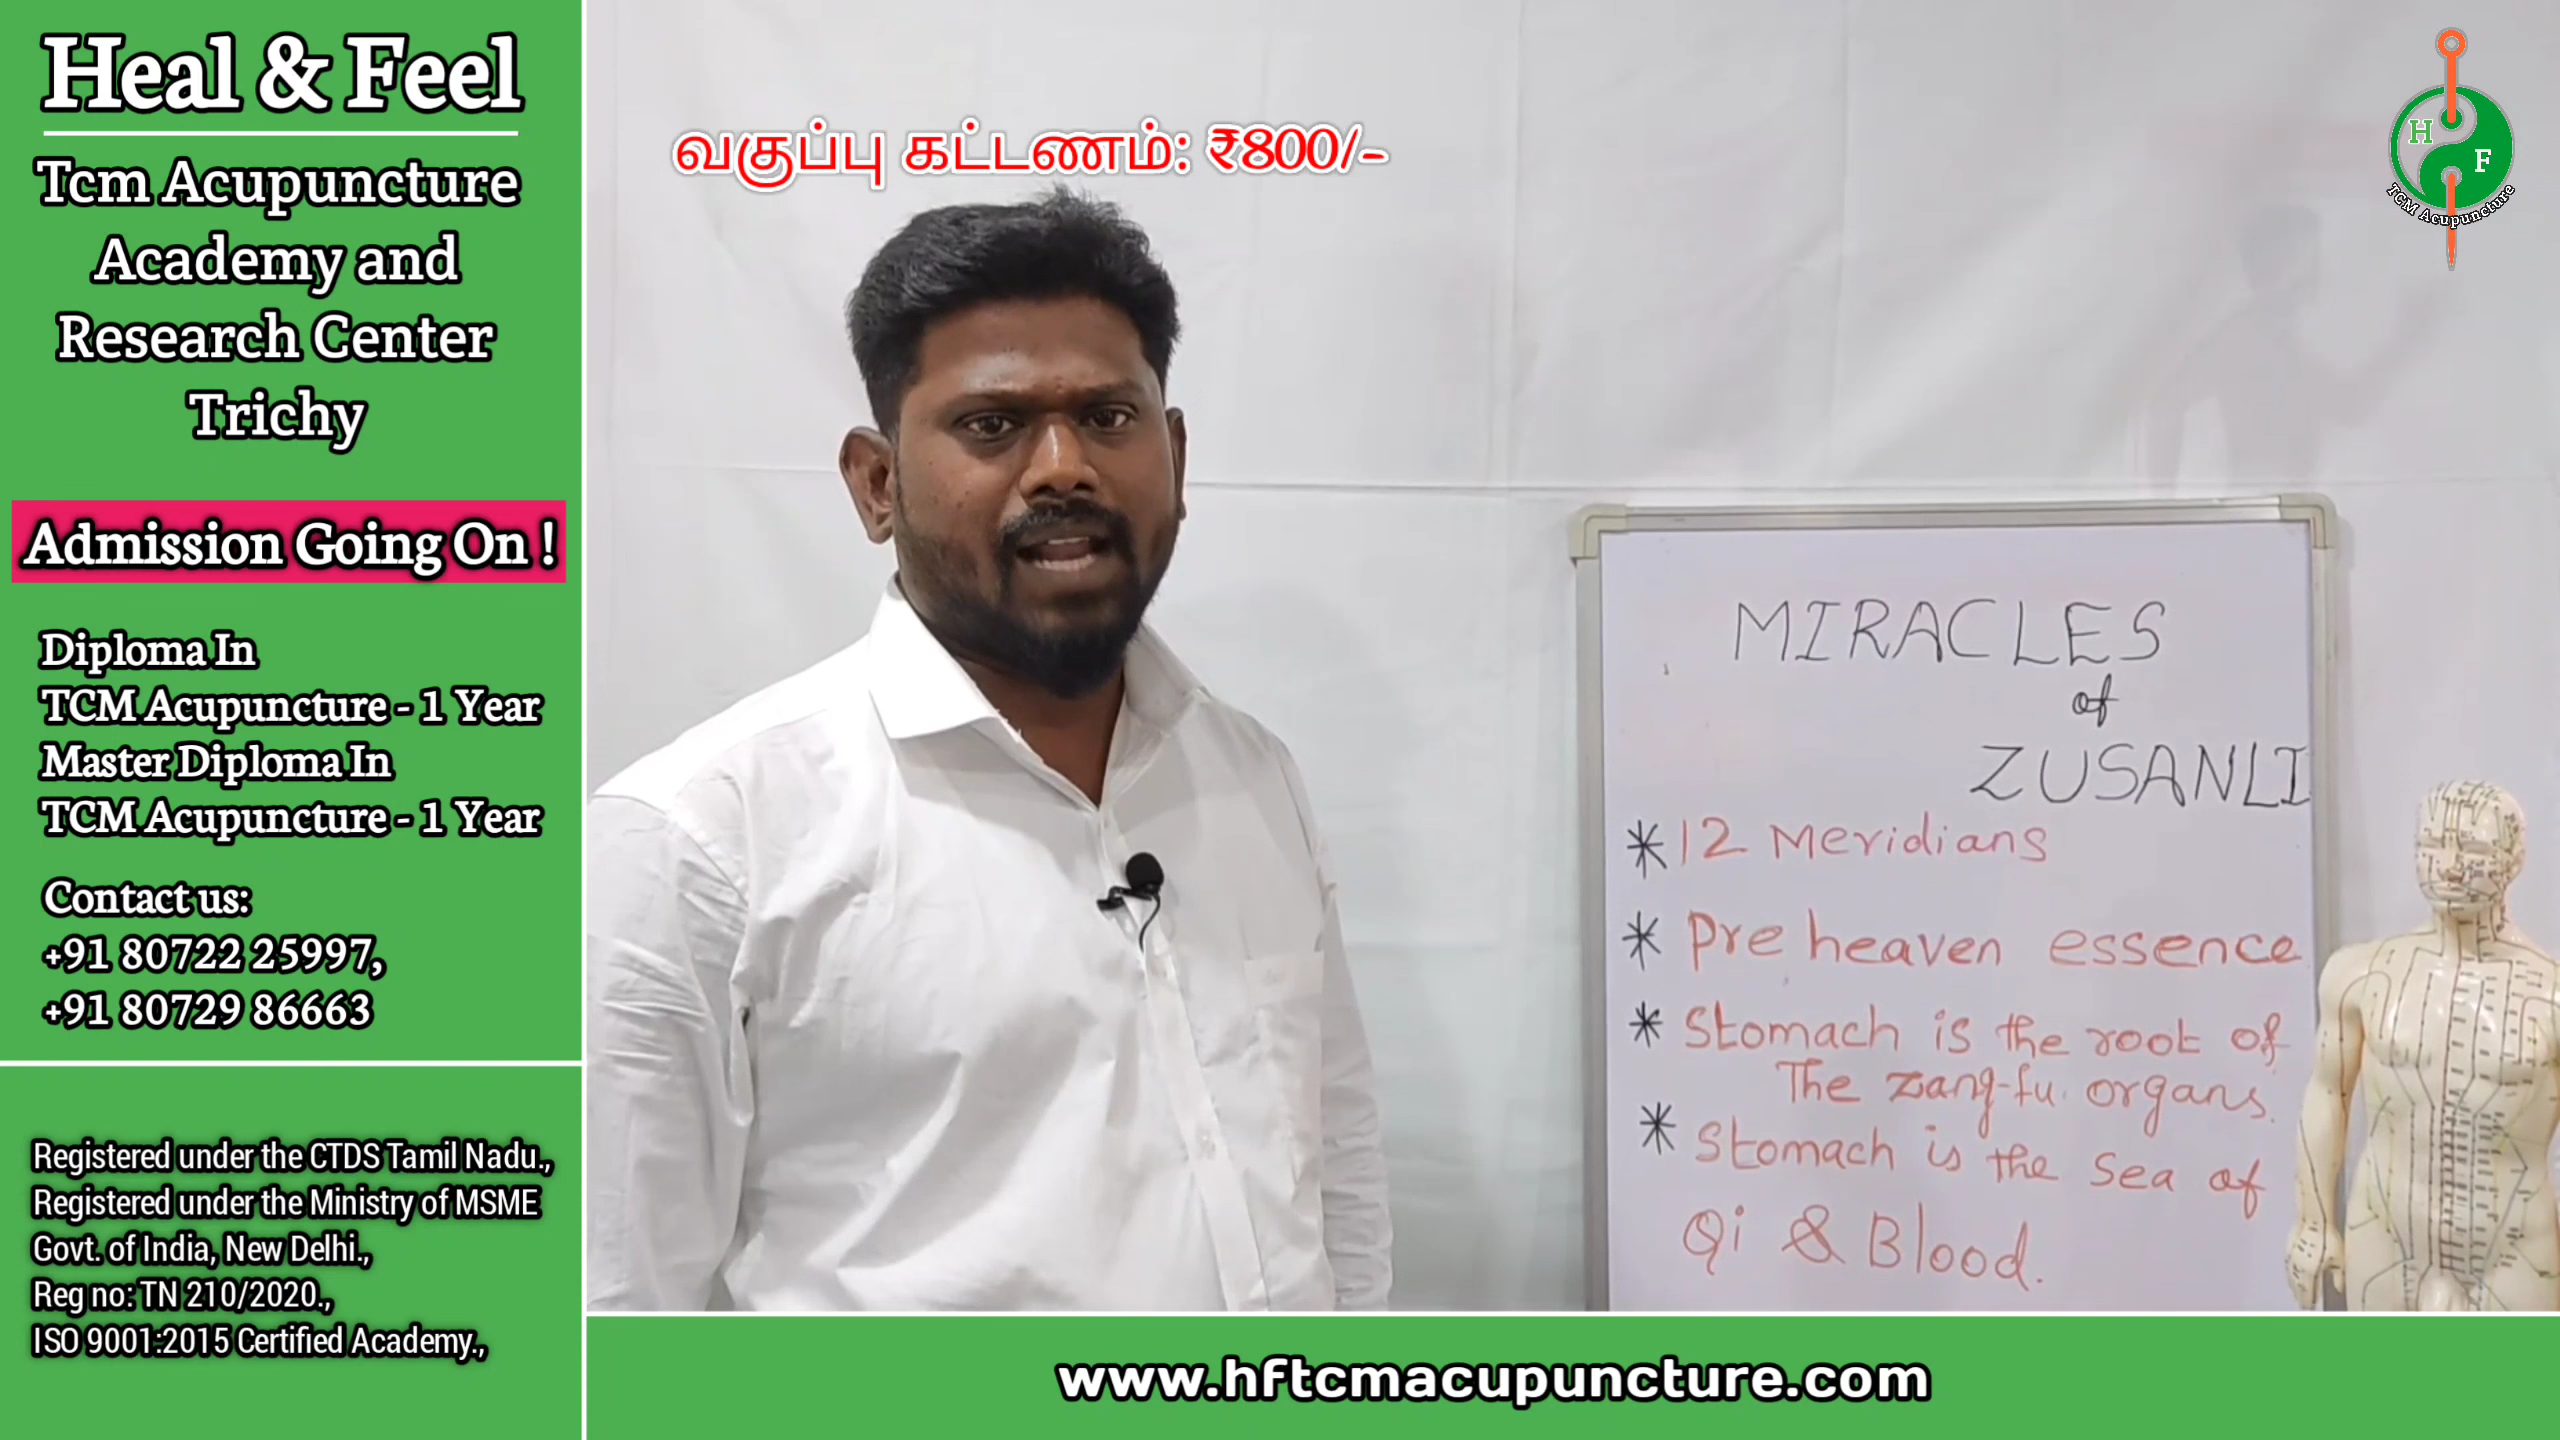 Heal & Feel
Tcm Acupuncture
Academy and
Research Center
Trichy
Admission Going On !
Diploma In
TCM Acupuncture - 1 Year
Master Diploma In
TCM Acupuncture - 1 Year
Contact us:
+91 80722 25997,
+91 80729 86663
Registered under the CTDS Tamil Nadu.,
Registered under the Ministry of MSME
Govt. of India, New Delhi.,
Reg no: TN 210/2020.,
ISO 9001:2015 Certified Academy.,
வகுப்பு கட்டணம்: ₹800/-
H
F
TCM Acupuncture
MIRACLES
of
ZUSANLI
* 12 Meridians
* Pre heaven essence
* Stomach is the root of
The zang-fu organs.
* Stomach is the Sea of
Qi & Blood.
www.hftcmacupuncture.com